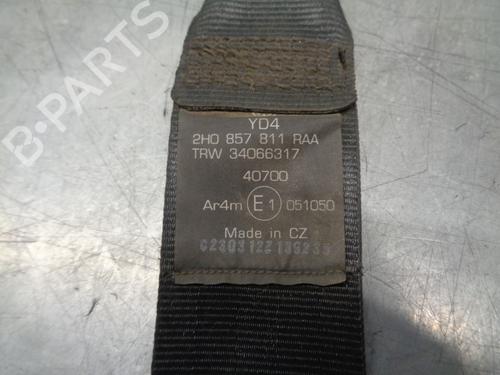 B-PARTS
YD4
2H0 857 811 RAA
TRW 34066317
40700
Ar4m E1 051050
Made in CZ